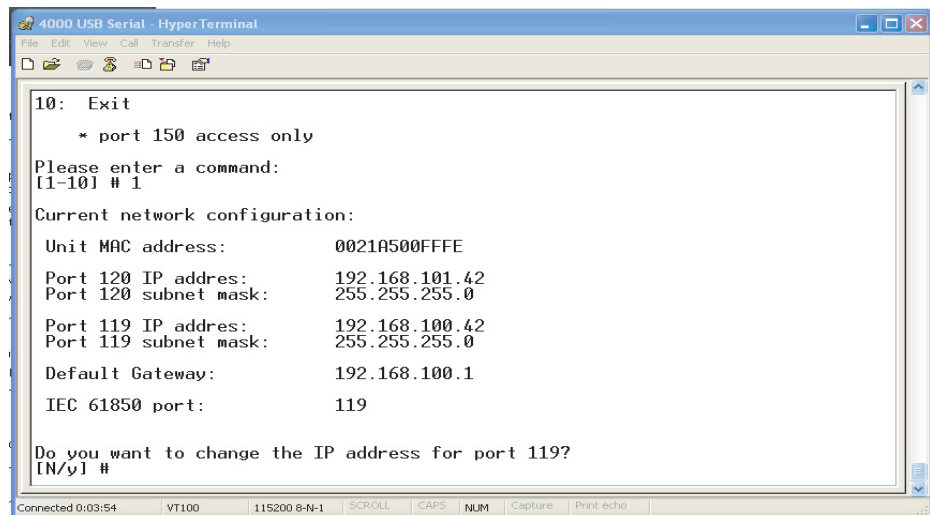 4000 USB Serial - HyperTerminal
File Edit View Call Transfer Help
10: Exit
* port 150 access only
Please enter a command:
[1-10] # 1
Current network configuration:
Unit MAC address: 0021A500FFFE
Port 120 IP addres: 192.168.101.42
Port 120 subnet mask: 255.255.255.0
Port 119 IP addres: 192.168.100.42
Port 119 subnet mask: 255.255.255.0
Default Gateway: 192.168.100.1
IEC 61850 port: 119
Do you want to change the IP address for port 119?
[N/y] #
Connected 0:03:54 VT100 115200 8-N-1 SCROLL CAPS NUM Capture Print echo